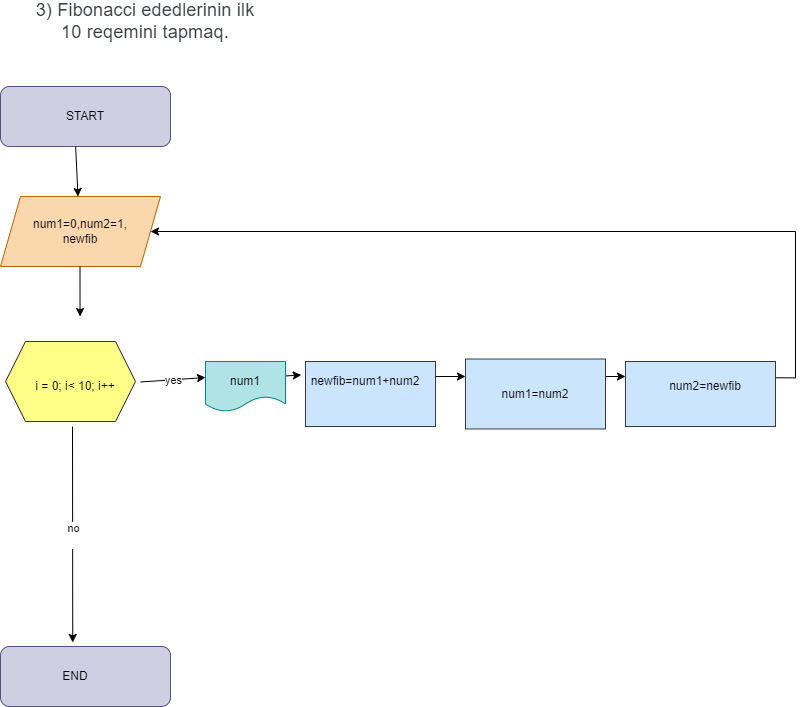 3) Fibonacci ededlerinin ilk
10 reqemini tapmaq.
START
num1=0,num2=1,
newfib
i = 0; i< 10; i++
yes
num1
newfib=num1+num2
num1=num2
num2=newfib
no
END